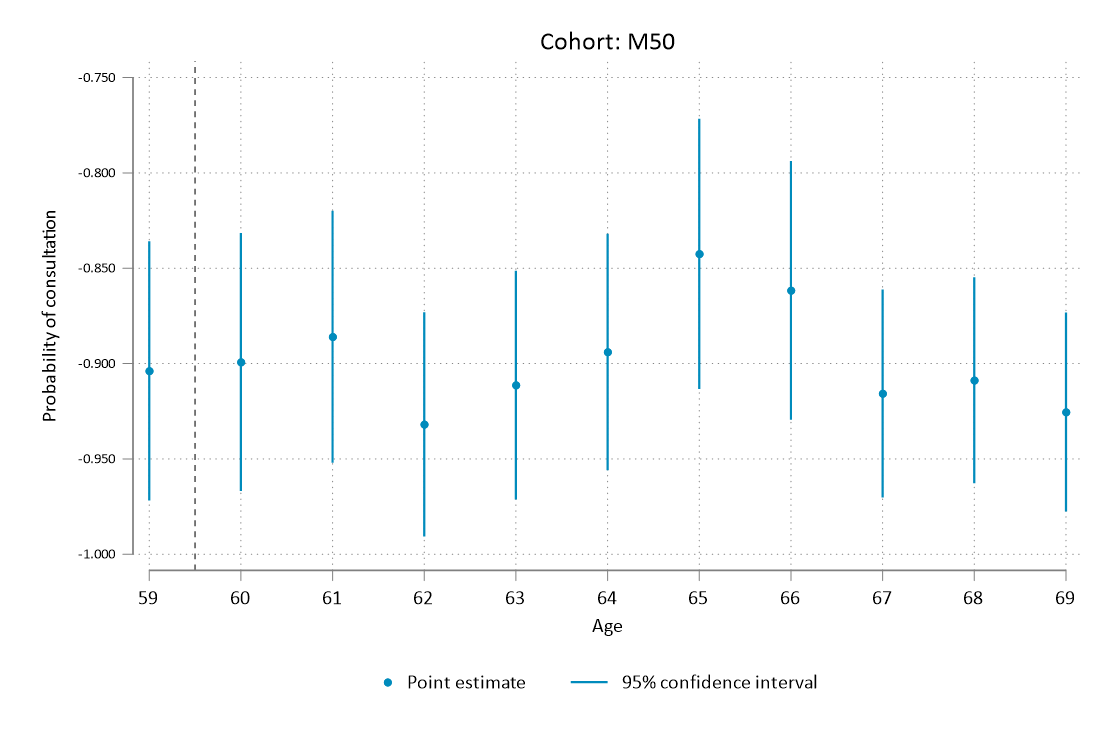 Cohort: M50
-0.750
-0.800
-0.850
-0.900
-0.950
-1.000
Probability of consultation
59 60 61 62 63 64 65 66 67 68 69
Age
Point estimate 95% confidence interval